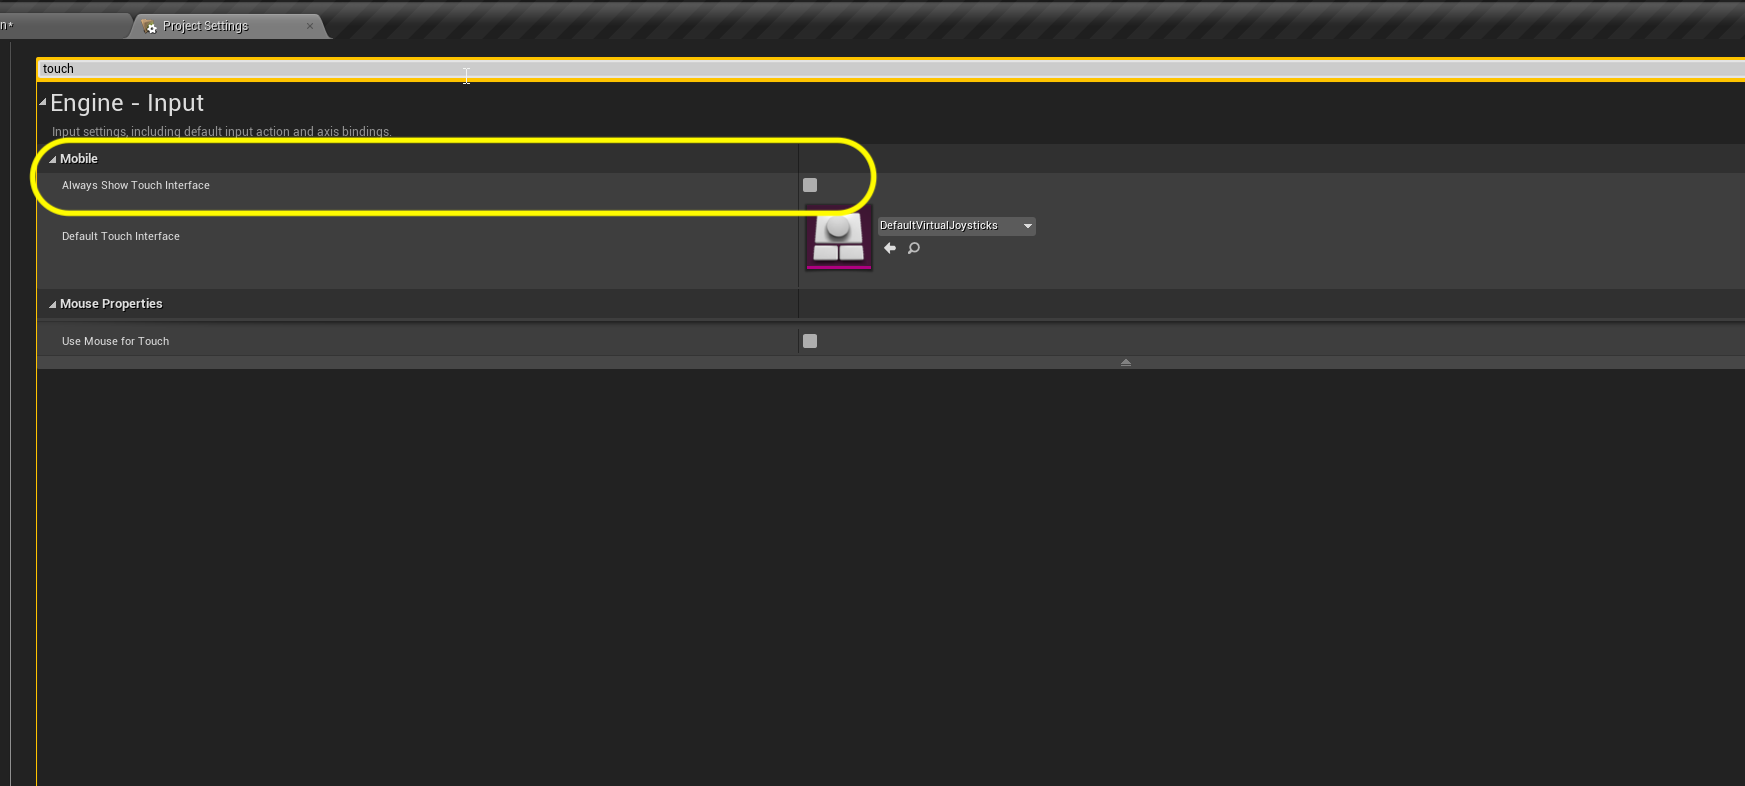 n*
Project Settings
touch
Engine - Input
Input settings, including default input action and axis bindings.
Mobile
Always Show Touch Interface
Default Touch Interface
DefaultVirtualJoysticks
Mouse Properties
Use Mouse for Touch